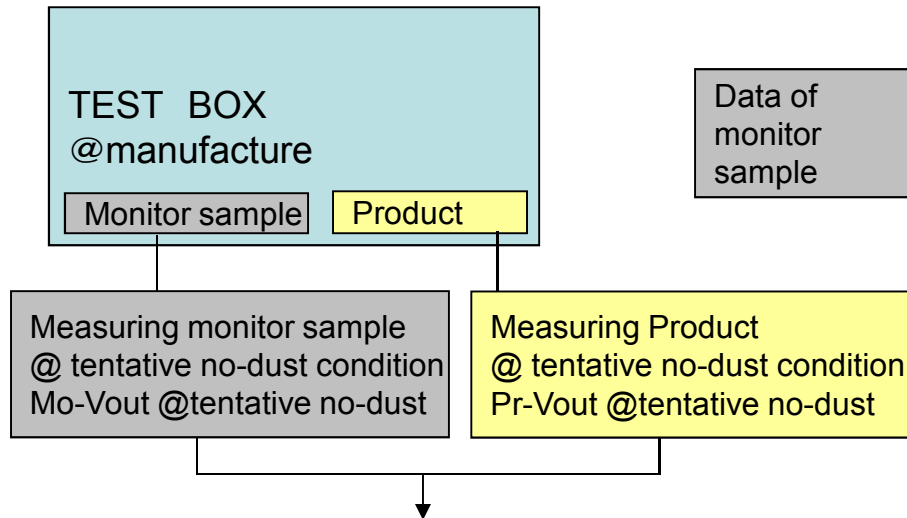 TEST BOX
@manufacture
Monitor sample
Product
Data of
monitor
sample
Measuring monitor sample
@ tentative no-dust condition
Mo-Vout @tentative no-dust
Measuring Product
@ tentative no-dust condition
Pr-Vout @tentative no-dust